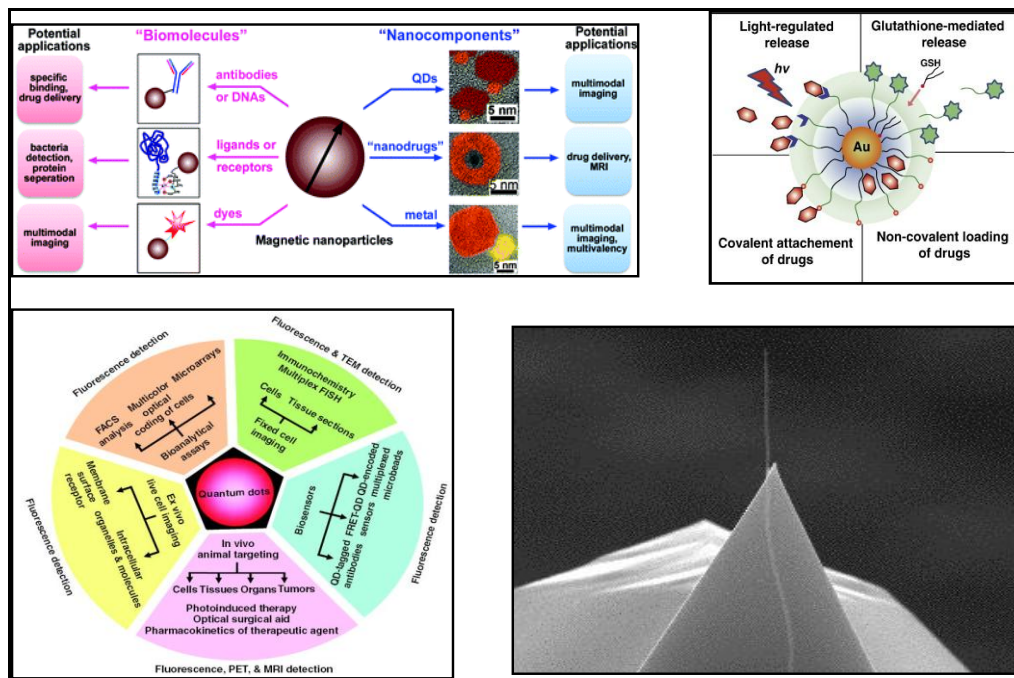 Potential
applications
"Biomolecules"
"Nanocomponents"
Potential
applications
specific
binding, drug
delivery
antibodies
or DNAs
QDs
5 nm
multimodal
imaging
bacteria
detection,
protein
seperation
ligands or
receptors
"nanodrugs"
5 nm
drug delivery,
MRI
multimodal
imaging
dyes
Magnetic nanoparticles
metal
5 nm
multimodal
imaging,
multivalency
Light-regulated
release
Glutathione-mediated
release
hv
GSH
Au
Covalent attachement
of drugs
Non-covalent loading
of drugs
Fluorescence detection
FACS Multicolor Microarrays
analysis optical
coding of cells
Bioanalytical
assays
Fluorescence & TEM detection
Immunochemistry
Multiplex FISH
Cells Tissue sections
Fixed cell
imaging
Quantum dots
Fluorescence detection
Membrane
surface
receptor
Ex vivo
live cell imaging
Intracellular
organelles & molecules
Biosensors
QD-encoded
multiplexed
microbeads
FRET-QD
sensors
QD-tagged
antibodies
Fluorescence detection
In vivo
animal targeting
Cells Tissues Organs Tumors
Photoinduced therapy
Optical surgical aid
Pharmacokinetics of therapeutic agent
Fluorescence, PET, & MRI detection